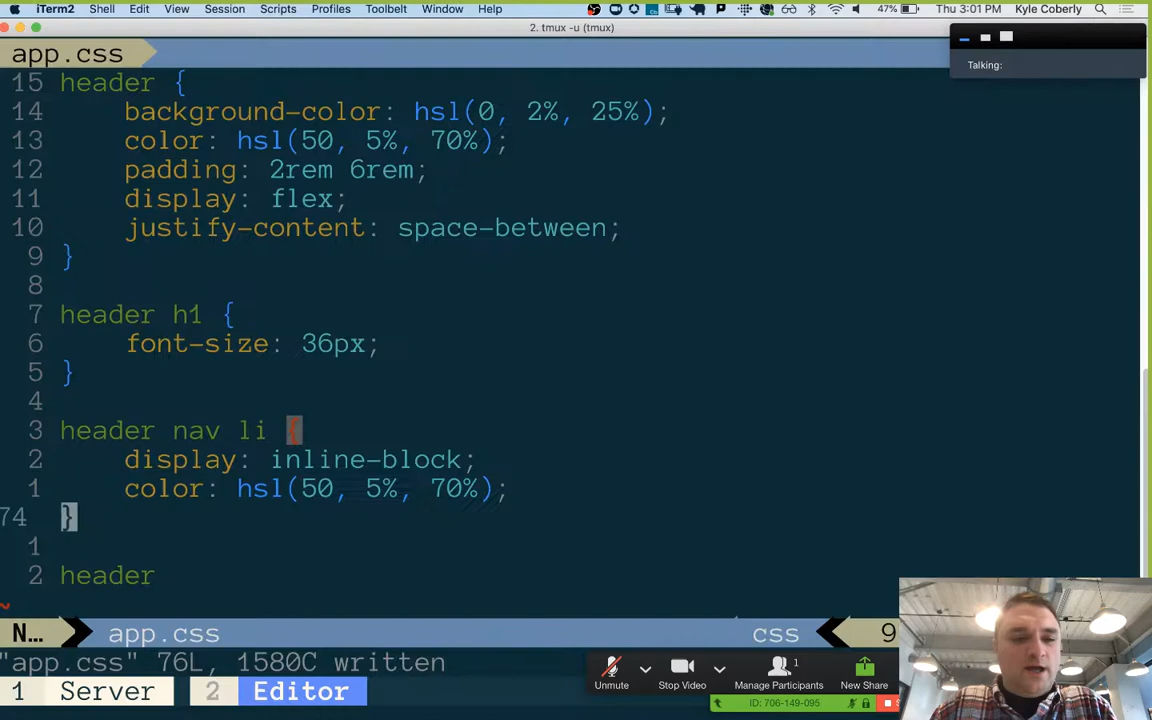 iTerm2 Shell Edit View Session Scripts Profiles Toolbelt Window Help 47% Thu 3:01 PM Kyle Coberly
2. tmux -u (tmux)
app.css
Talking:
15 header {
14 background-color: hsl(0, 2%, 25%);
13 color: hsl(50, 5%, 70%);
12 padding: 2rem 6rem;
11 display: flex;
10 justify-content: space-between;
9 }
8
7 header h1 {
6 font-size: 36px;
5 }
4
3 header nav li {
2 display: inline-block;
1 color: hsl(50, 5%, 70%);
74 }
1
2 header
~
N... app.css css 9
"app.css" 76L, 1580C written
1 Server 2 Editor
Unmute Stop Video 1 Manage Participants New Share
ID: 706-149-095